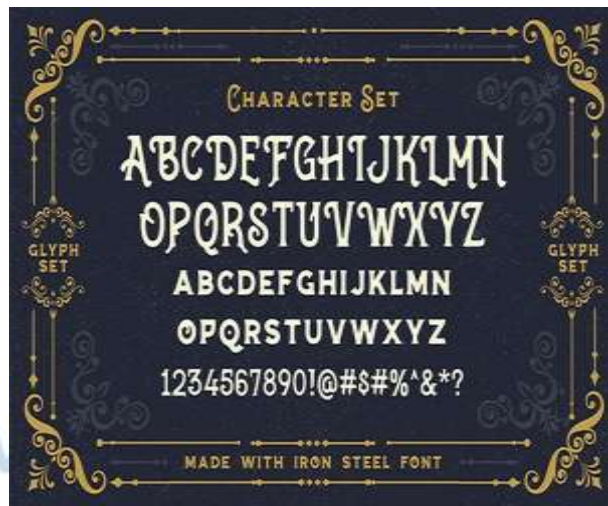 CHARACTER SET
ABCDEFGHIJKLMN
OPQRSTUVWXYZ
GLYPH
SET
GLYPH
SET
ABCDEFGHIJKLMN
OPQRSTUVWXYZ
1234567890!@#$#%^&*?
MADE WITH IRON STEEL FONT